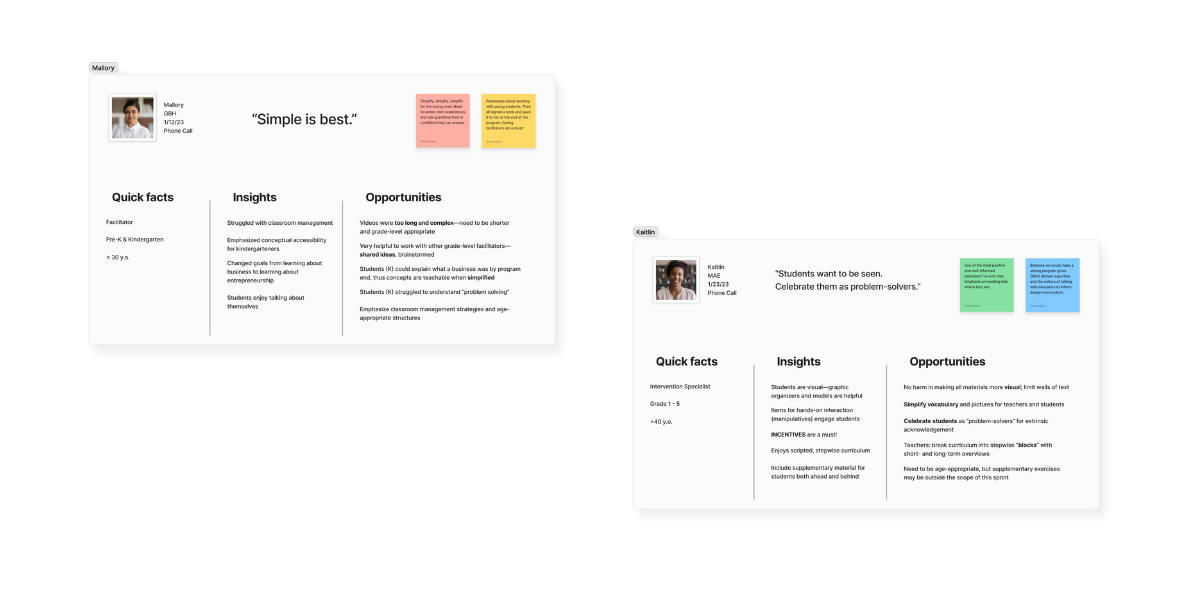 Mallory
Mallory
GBH
1/12/23
Phone Call
“Simple is best.”
Simplify, simplify, simplify
for the young ones. Need
to center their experiences
and ask questions they're
confident they can answer.
Passionate about working
with young students. They
all signed a book and gave
it to me at the end of the
program. Caring
facilitators are a must!
Quick facts
Facilitator
Pre-K & Kindergarten
< 30 y.o.
Insights
Struggled with classroom management
Emphasized conceptual accessibility
for kindergarteners
Changed goals from learning about
business to learning about
entrepreneurship
Students enjoy talking about
themselves
Opportunities
Videos were too long and complex—need to be shorter
and grade-level appropriate
Very helpful to work with other grade-level facilitators—
shared ideas, brainstormed
Students (K) could explain what a business was by program
end, thus concepts are teachable when simplified
Students (K) struggled to understand “problem solving”
Emphasize classroom management strategies and age-
appropriate structures
Kaitlin
Kaitlin
MAE
1/23/23
Phone Call
“Students want to be seen.
Celebrate them as problem-solvers.”
One of the most positive
and well-informed
educators I've ever met.
Emphasis on meeting kids
where they are.
Believes we could make a
strong program given
GBHs domain expertise
and the culture of talking
with educators to inform
design and content.
Quick facts
Intervention Specialist
Grade 1 - 5
>40 y.o.
Insights
Students are visual—graphic
organizers and models are helpful
Items for hands-on interaction
(manipulatives) engage students
INCENTIVES are a must!
Enjoys scripted, stepwise curriculum
Include supplementary material for
students both ahead and behind
Opportunities
No harm in making all materials more visual; limit walls of text
Simplify vocabulary and pictures for teachers and students
Celebrate students as “problem-solvers” for extrinsic
acknowledgement
Teachers: break curriculum into stepwise “blocks” with
short- and long-term overviews
Need to be age-appropriate, but supplementary exercises
may be outside the scope of this sprint